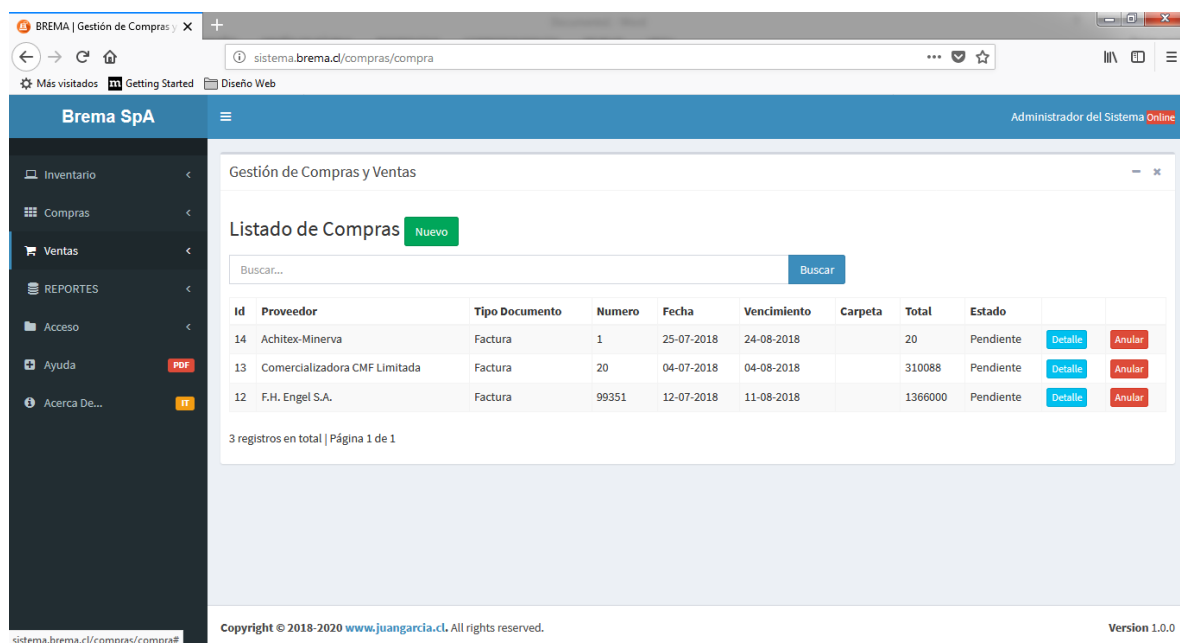 BREMA | Gestión de Compras y
sistema.brema.cl/compras/compra
Más visitados Getting Started Diseño Web
Brema SpA
Administrador del Sistema Online
Inventario
Compras
Ventas
REPORTES
Acceso
Ayuda PDF
Acerca De... IT
Gestión de Compras y Ventas
Listado de Compras Nuevo
Buscar... Buscar
Id Proveedor Tipo Documento Numero Fecha Vencimiento Carpeta Total Estado
14 Achitex-Minerva Factura 1 25-07-2018 24-08-2018 20 Pendiente Detalle Anular
13 Comercializadora CMF Limitada Factura 20 04-07-2018 04-08-2018 310088 Pendiente Detalle Anular
12 F.H. Engel S.A. Factura 99351 12-07-2018 11-08-2018 1366000 Pendiente Detalle Anular
3 registros en total | Página 1 de 1
Copyright © 2018-2020 www.juangarcia.cl. All rights reserved. Version 1.0.0
sistema.brema.cl/compras/compra#